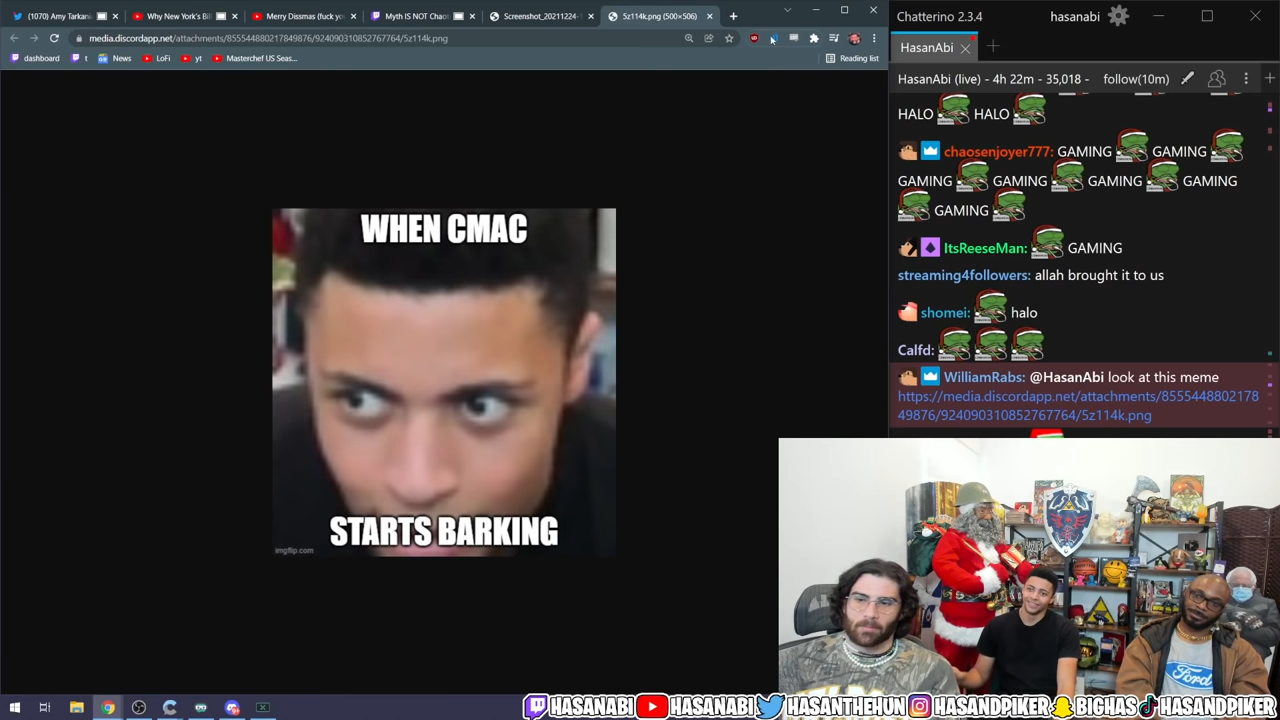 (1070) Amy Tarkani
Why New York's Bil
Merry Dissmas (fuck yo
Myth IS NOT Chao
Screenshot_20211224-1
5z114k.png (500×506)
media.discordapp.net/attachments/855544880217849876/924090310852767764/5z114k.png
dashboard
t
News
LoFi
yt
Masterchef US Seas...
Reading list
WHEN CMAC
STARTS BARKING
imgflip.com
Chatterino 2.3.4
hasanabi
HasanAbi
HasanAbi (live) - 4h 22m - 35,018 -
follow(10m)
HALO HALO
chaosenjoyer777: GAMING GAMING
GAMING GAMING GAMING GAMING
GAMING
ItsReeseMan: GAMING
streaming4followers: allah brought it to us
shomei: halo
Calfd:
WilliamRabs: @HasanAbi look at this meme
https://media.discordapp.net/attachments/8555448802178
49876/924090310852767764/5z114k.png
Ford
HASANABI HASANABI HASANTHEHUN HASANDPIKER BIGHAS HASANDPIKER